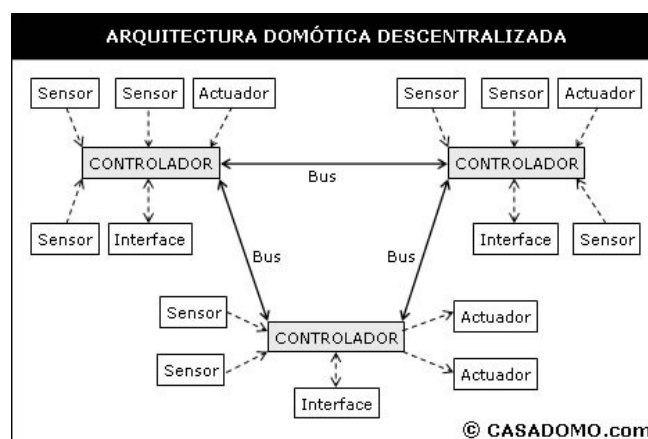 ARQUITECTURA DOMÓTICA DESCENTRALIZADA
Sensor
Sensor
Actuador
Sensor
Sensor
Actuador
CONTROLADOR
Bus
CONTROLADOR
Sensor
Interface
Bus
Bus
Interface
Sensor
Sensor
Actuador
CONTROLADOR
Sensor
Actuador
Interface
© CASADOMO.com